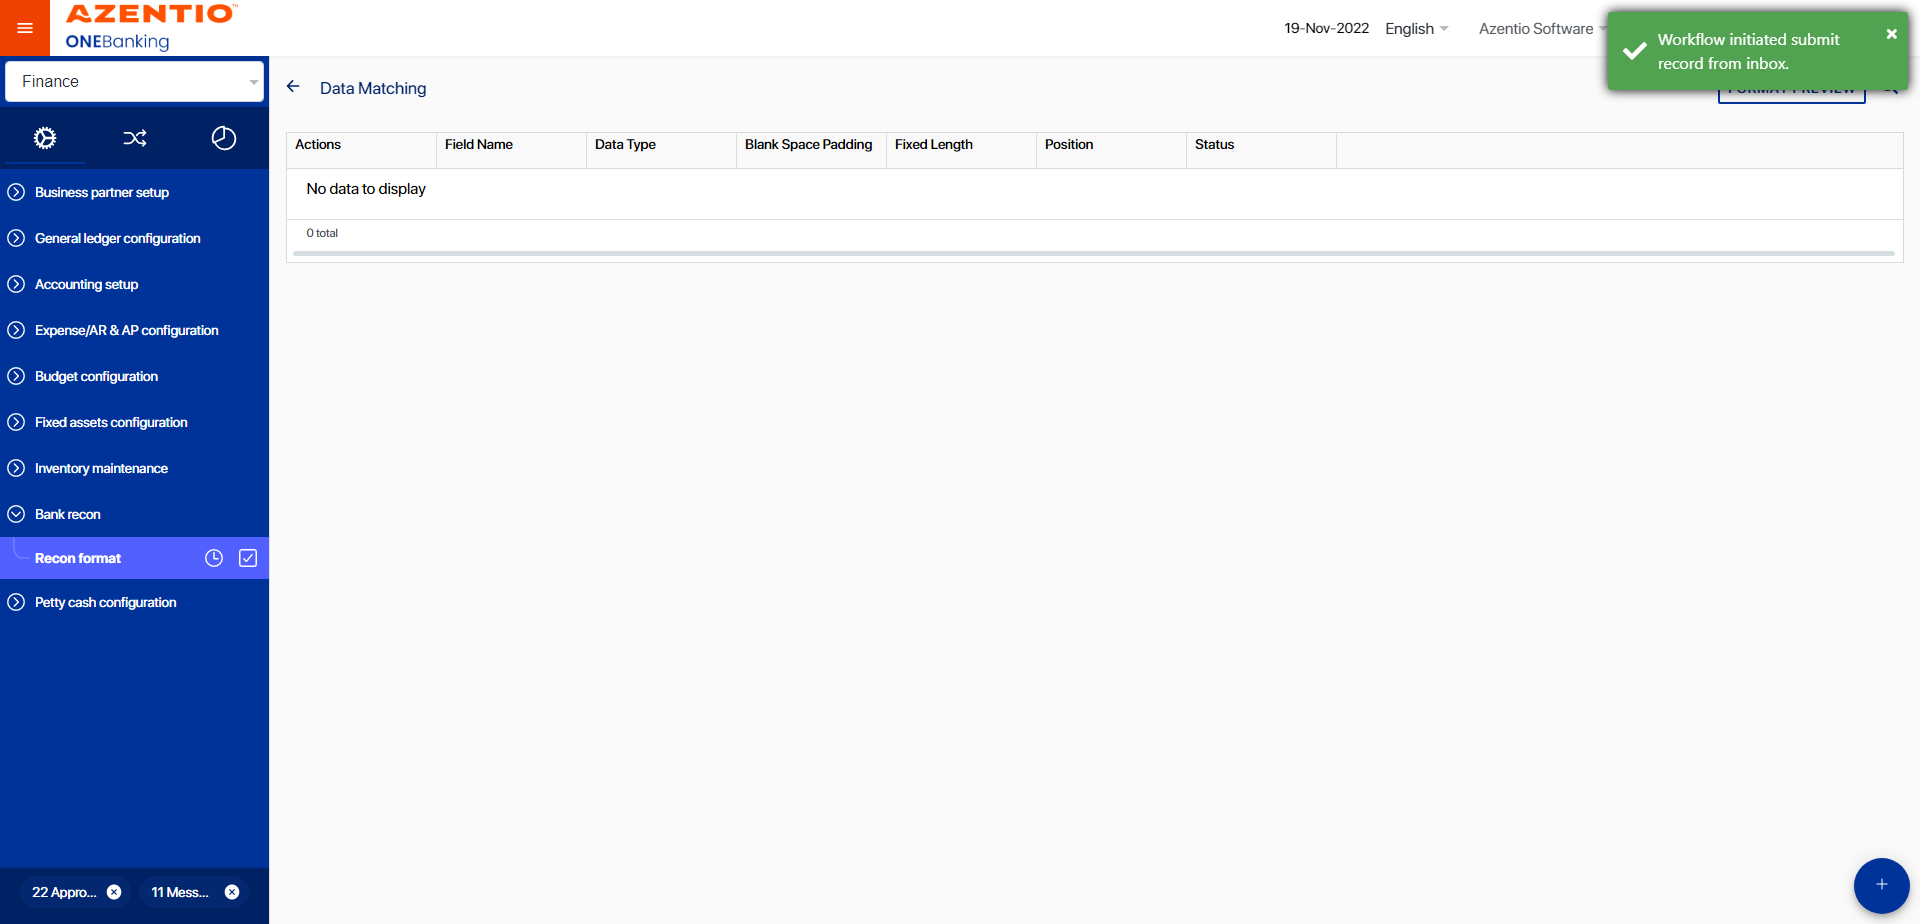 AZENTIO
ONEBanking
19-Nov-2022
English
Azentio Software
Workflow initiated submit
record from inbox.
Finance
Data Matching
Actions
Field Name
Data Type
Blank Space Padding
Fixed Length
Position
Status
No data to display
0 total
Business partner setup
General ledger configuration
Accounting setup
Expense/AR & AP configuration
Budget configuration
Fixed assets configuration
Inventory maintenance
Bank recon
Recon format
Petty cash configuration
22 Appro...
11 Mess...